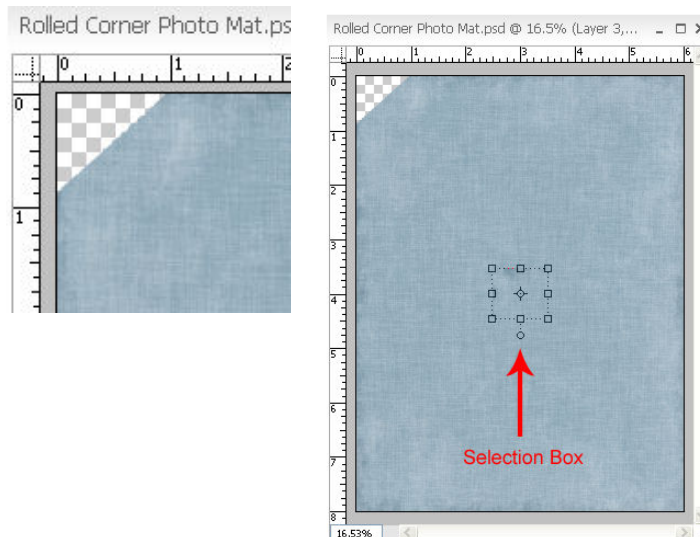 Rolled Corner Photo Mat.ps
0 1 2
0
1
Rolled Corner Photo Mat.psd @ 16.5% (Layer 3,...
0 1 2 3 4 5 6
0
1
2
3
4
5
6
7
8
Selection Box
16.53%